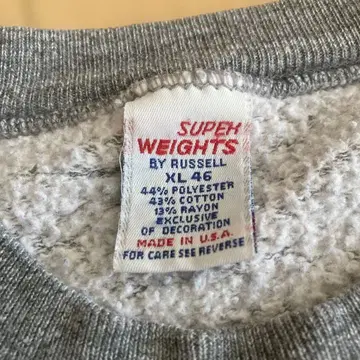 SUPER
WEIGHTS
BY RUSSELL
XL 46
44% POLYESTER
43% COTTON
13% RAYON
EXCLUSIVE
OF DECORATION
MADE IN U.S.A.
FOR CARE SEE REVERSE